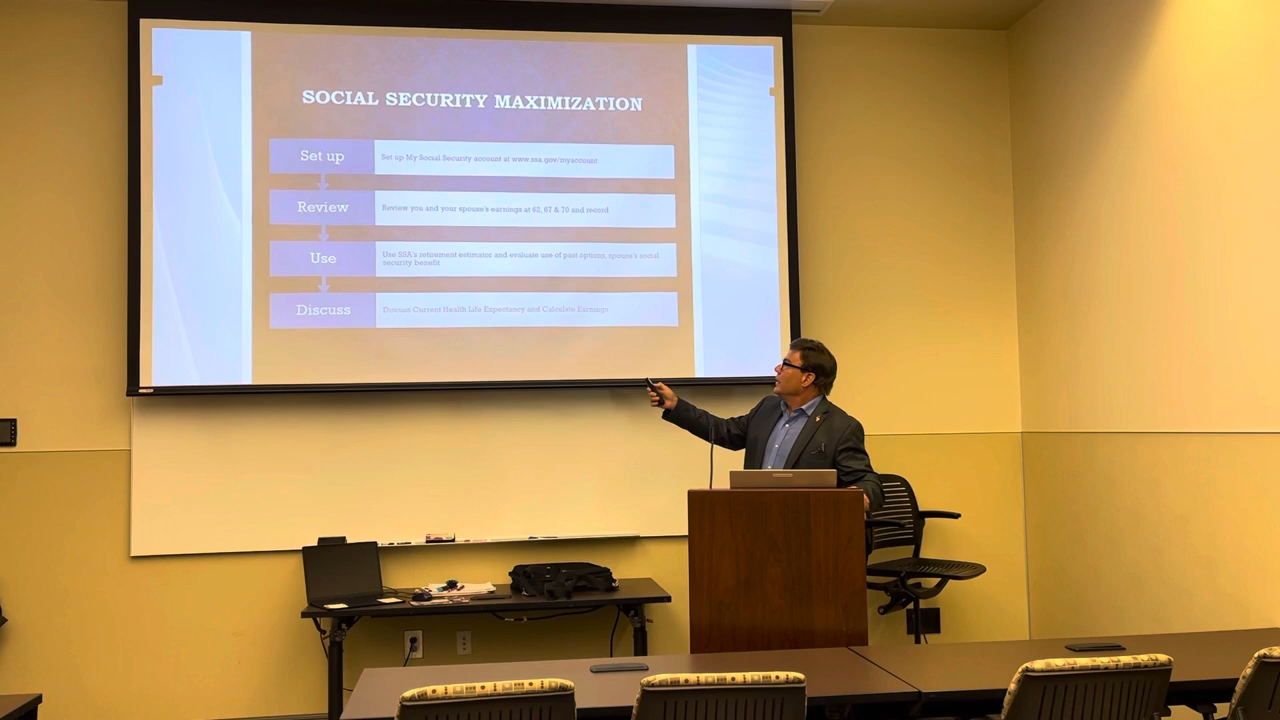 SOCIAL SECURITY MAXIMIZATION
Set up
Set up My Social Security account at www.ssa.gov/myaccount
Review
Review you and your spouse's earnings at 62, 67 & 70 and record
Use
Use SSA's retirement estimator and evaluate use of past options, spouse's social
security benefit
Discuss
Discuss Current Health Life Expectancy and Calculate Earnings